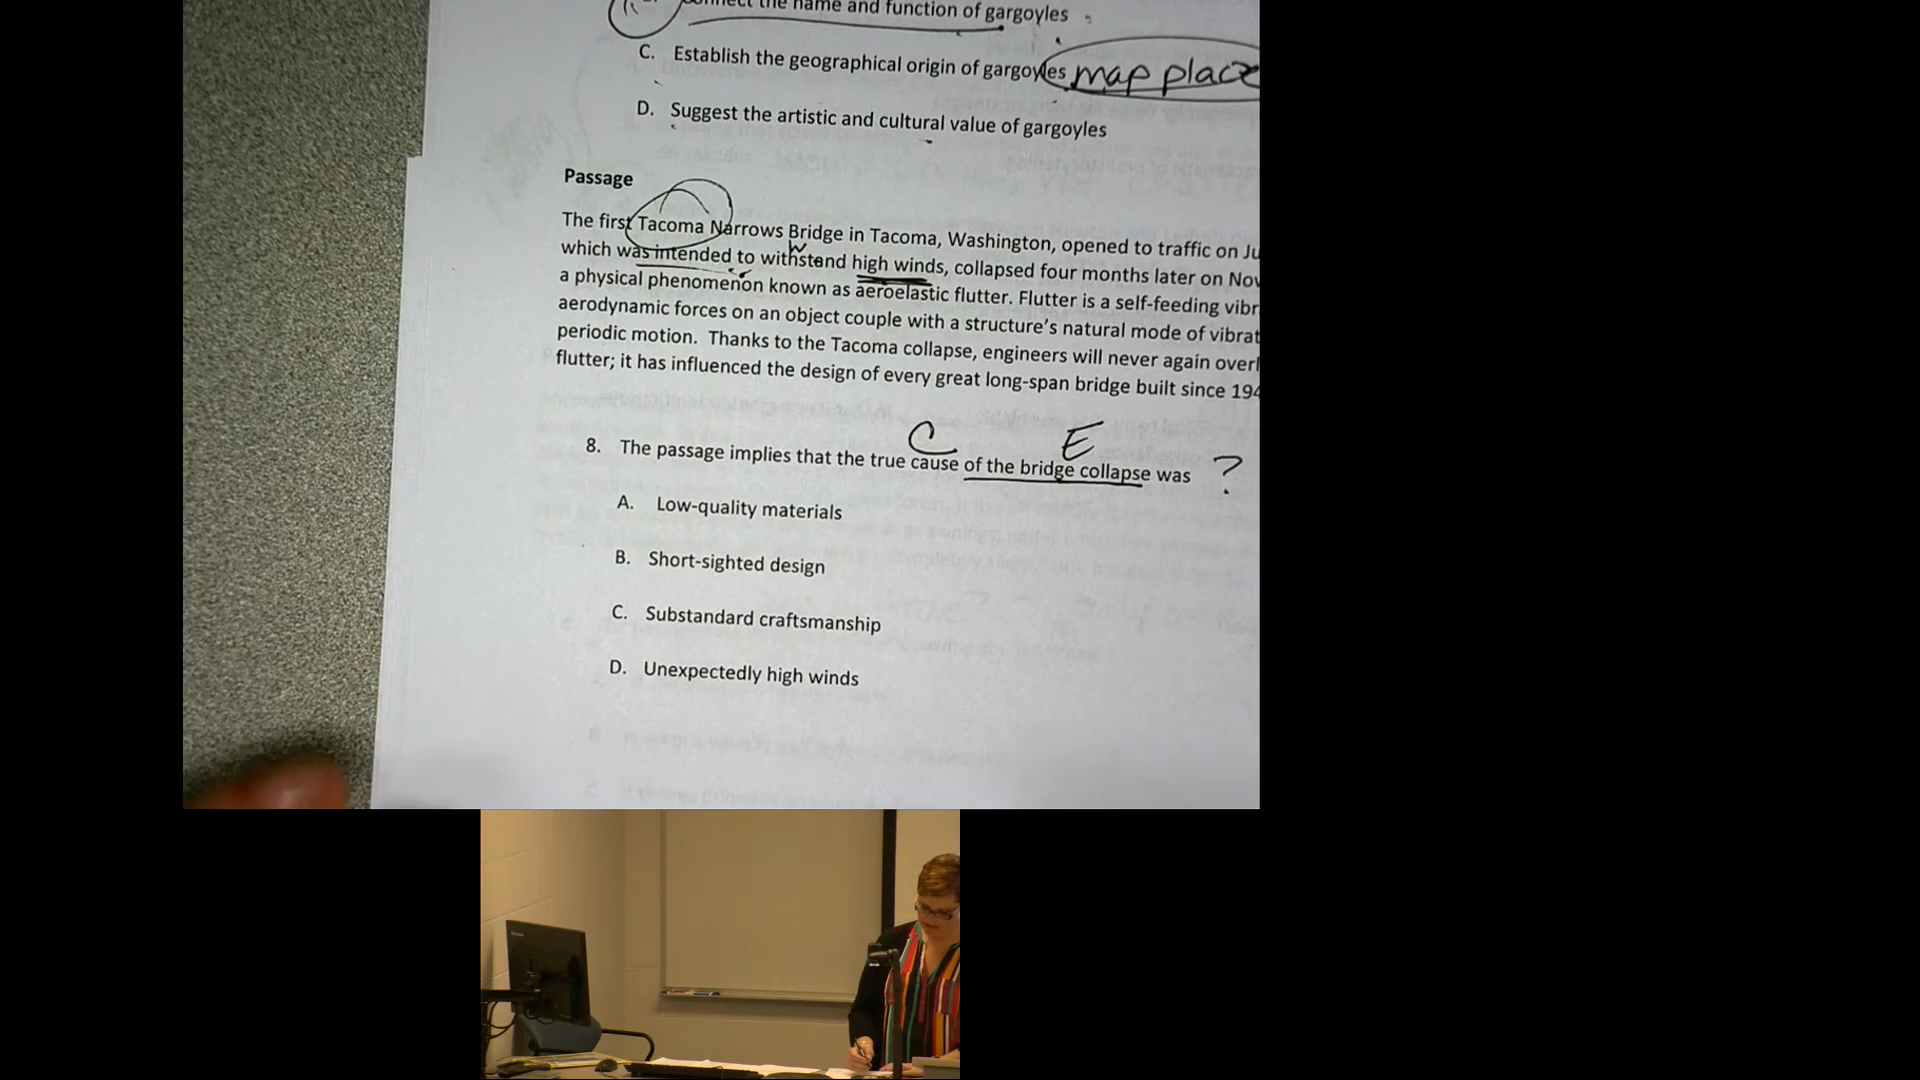 the name and function of gargoyles
C. Establish the geographical origin of gargoyles map place
D. Suggest the artistic and cultural value of gargoyles
Passage
The first Tacoma Narrows Bridge in Tacoma, Washington, opened to traffic on Ju
which was intended to withstand high winds, collapsed four months later on Nov
a physical phenomenon known as aeroelastic flutter. Flutter is a self-feeding vibr
aerodynamic forces on an object couple with a structure's natural mode of vibrat
periodic motion. Thanks to the Tacoma collapse, engineers will never again overl
flutter; it has influenced the design of every great long-span bridge built since 194
C E
8. The passage implies that the true cause of the bridge collapse was ?
A. Low-quality materials
B. Short-sighted design
C. Substandard craftsmanship
D. Unexpectedly high winds